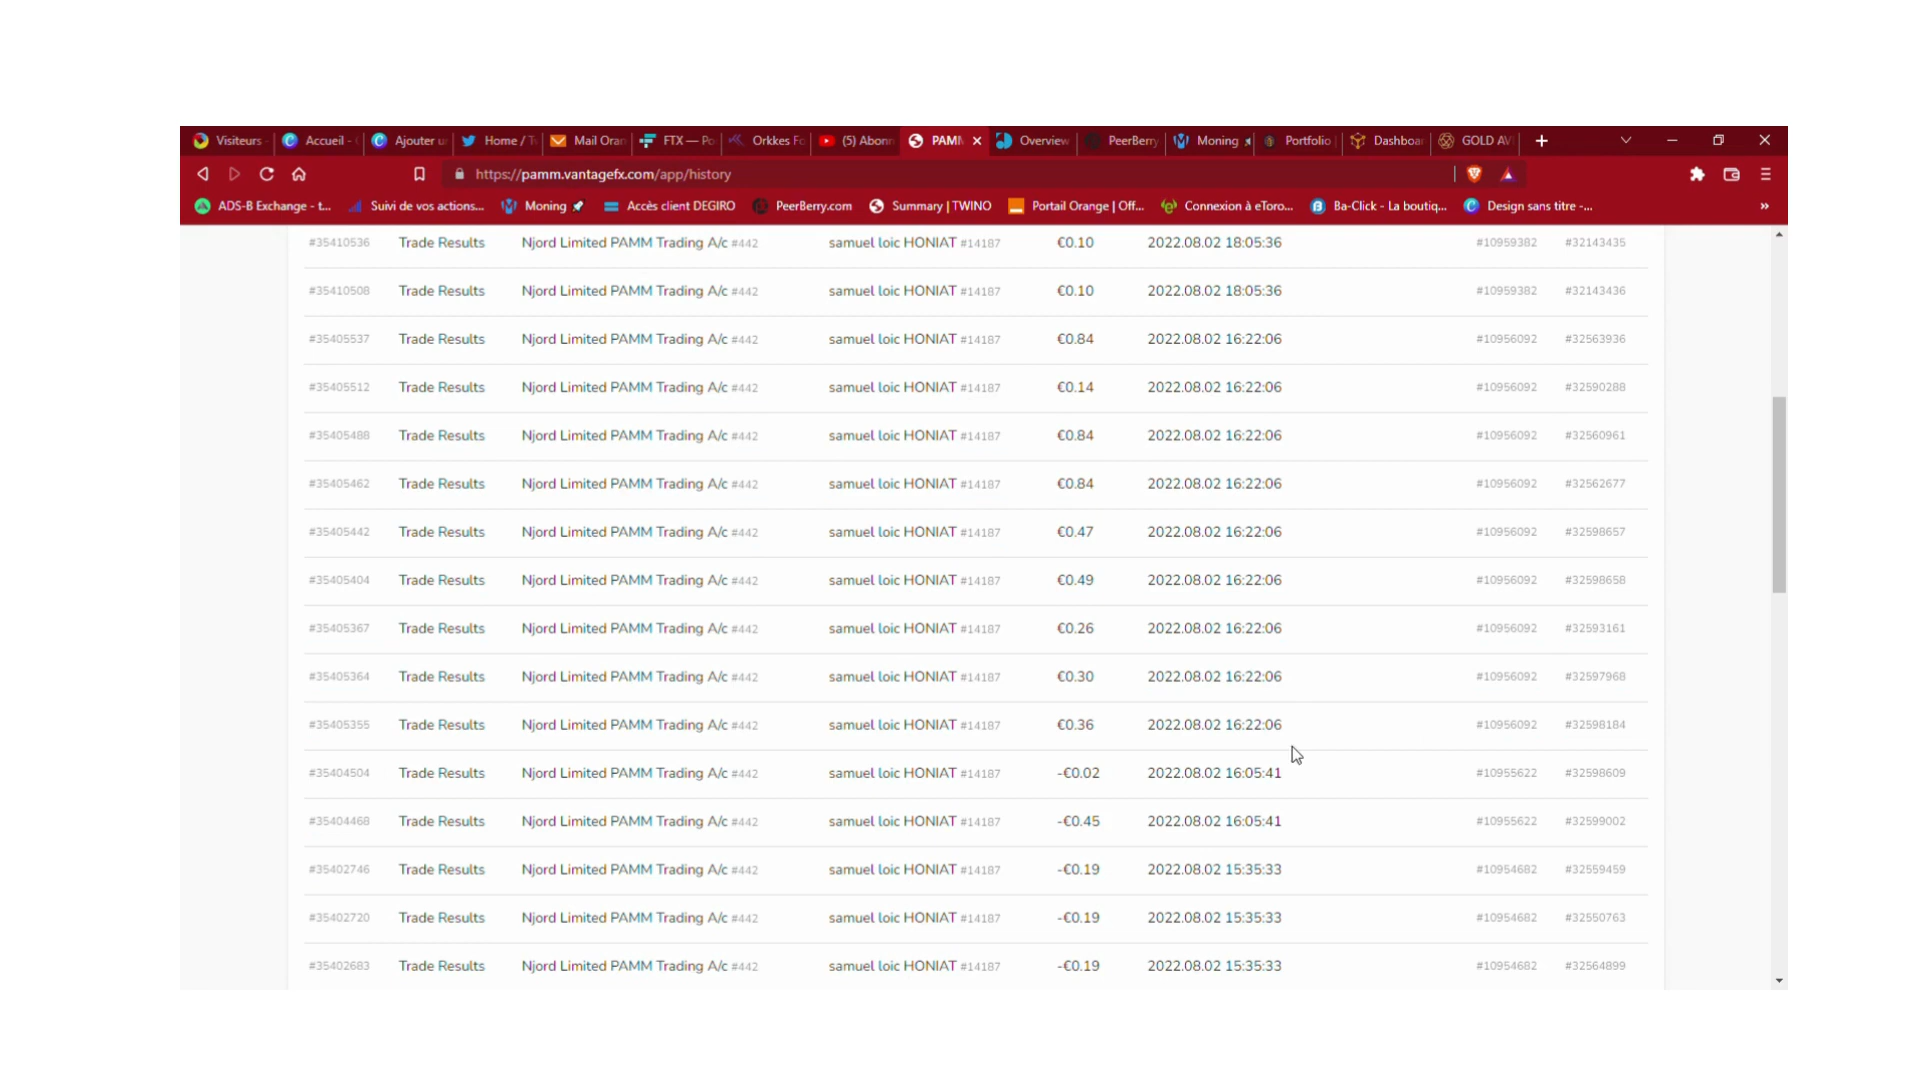 Visiteurs Accueil - Ajouter u Home / T Mail Oran FTX — Po Orkkes Fo (5) Abonn PAMM Overview PeerBerry Moning Portfolio Dashboar GOLD AV
https://pamm.vantagefx.com/app/history
ADS-B Exchange - t... Suivi de vos actions... Moning Accès client DEGIRO PeerBerry.com Summary | TWINO Portail Orange | Off... Connexion à eToro... Ba-Click - La boutiq... Design sans titre -... »
#35410536 Trade Results Njord Limited PAMM Trading A/c #442 samuel loic HONIAT #14187 €0.10 2022.08.02 18:05:36 #10959382 #32143435
#35410508 Trade Results Njord Limited PAMM Trading A/c #442 samuel loic HONIAT #14187 €0.10 2022.08.02 18:05:36 #10959382 #32143436
#35405537 Trade Results Njord Limited PAMM Trading A/c #442 samuel loic HONIAT #14187 €0.84 2022.08.02 16:22:06 #10956092 #32563936
#35405512 Trade Results Njord Limited PAMM Trading A/c #442 samuel loic HONIAT #14187 €0.14 2022.08.02 16:22:06 #10956092 #32590288
#35405488 Trade Results Njord Limited PAMM Trading A/c #442 samuel loic HONIAT #14187 €0.84 2022.08.02 16:22:06 #10956092 #32560961
#35405462 Trade Results Njord Limited PAMM Trading A/c #442 samuel loic HONIAT #14187 €0.84 2022.08.02 16:22:06 #10956092 #32562677
#35405442 Trade Results Njord Limited PAMM Trading A/c #442 samuel loic HONIAT #14187 €0.47 2022.08.02 16:22:06 #10956092 #32598657
#35405404 Trade Results Njord Limited PAMM Trading A/c #442 samuel loic HONIAT #14187 €0.49 2022.08.02 16:22:06 #10956092 #32598658
#35405367 Trade Results Njord Limited PAMM Trading A/c #442 samuel loic HONIAT #14187 €0.26 2022.08.02 16:22:06 #10956092 #32593161
#35405364 Trade Results Njord Limited PAMM Trading A/c #442 samuel loic HONIAT #14187 €0.30 2022.08.02 16:22:06 #10956092 #32597968
#35405355 Trade Results Njord Limited PAMM Trading A/c #442 samuel loic HONIAT #14187 €0.36 2022.08.02 16:22:06 #10956092 #32598184
#35404504 Trade Results Njord Limited PAMM Trading A/c #442 samuel loic HONIAT #14187 -€0.02 2022.08.02 16:05:41 #10955622 #32598609
#35404468 Trade Results Njord Limited PAMM Trading A/c #442 samuel loic HONIAT #14187 -€0.45 2022.08.02 16:05:41 #10955622 #32599002
#35402746 Trade Results Njord Limited PAMM Trading A/c #442 samuel loic HONIAT #14187 -€0.19 2022.08.02 15:35:33 #10954682 #32559459
#35402720 Trade Results Njord Limited PAMM Trading A/c #442 samuel loic HONIAT #14187 -€0.19 2022.08.02 15:35:33 #10954682 #32550763
#35402683 Trade Results Njord Limited PAMM Trading A/c #442 samuel loic HONIAT #14187 -€0.19 2022.08.02 15:35:33 #10954682 #32564899